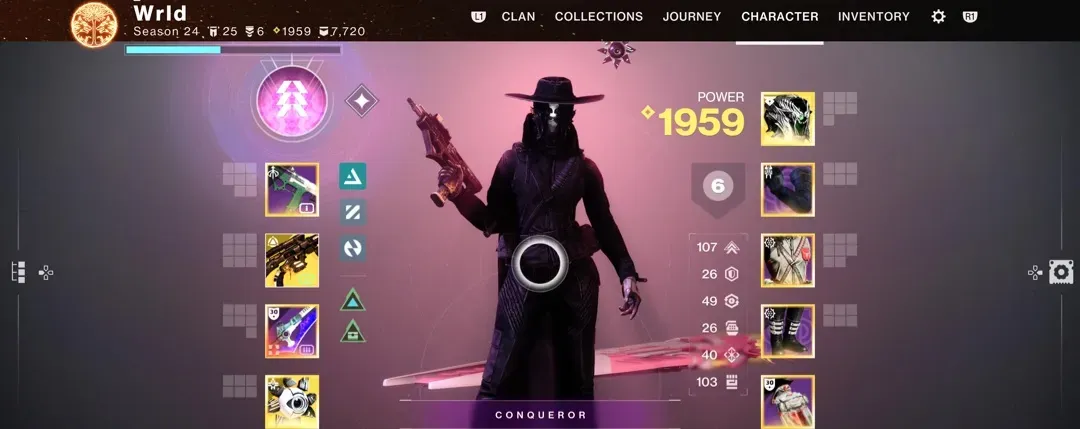 Wrld
Season 24 25 6 1959 7,720
L1 CLAN COLLECTIONS JOURNEY CHARACTER INVENTORY R1
POWER
1959
6
107
26
49
26
40
103
30
30
CONQUEROR